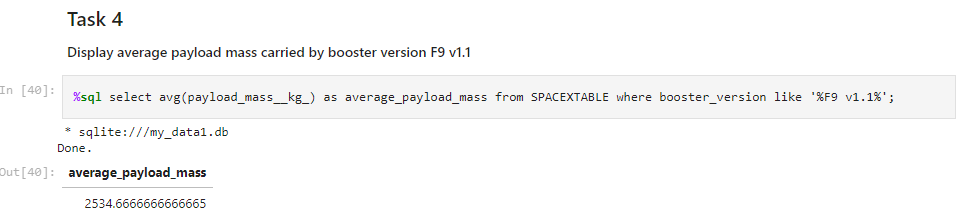 Task 4
Display average payload mass carried by booster version F9 v1.1
In [40]: %sql select avg(payload_mass__kg_) as average_payload_mass from SPACEXTABLE where booster_version like '%F9 v1.1%';
* sqlite:///my_data1.db
Done.
Out[40]: average_payload_mass
2534.6666666666665